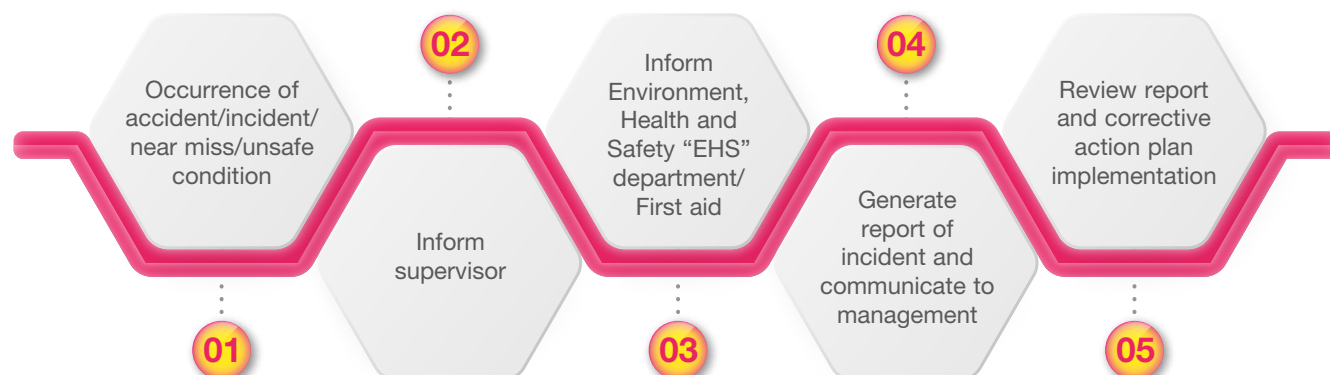 01
Occurrence of
accident/incident/
near miss/unsafe
condition
02
Inform
supervisor
03
Inform
Environment,
Health and
Safety “EHS”
department/
First aid
04
Generate
report of
incident and
communicate to
management
05
Review report
and corrective
action plan
implementation